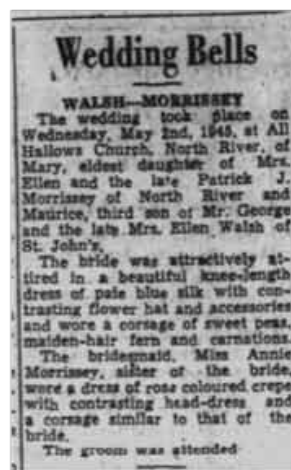 Wedding Bells
WALSH—MORRISSEY
The wedding took place on
Wednesday, May 2nd, 1945, at All
Hallows Church, North River, of
Mary, eldest daughter of Mrs.
Ellen and the late Patrick J.
Morrissey of North River and
Maurice, third son of Mr. George
and the late Mrs. Ellen Walsh of
St. John's.
The bride was attractively at-
tired in a beautiful knee-length
dress of pale blue silk with con-
trasting flower hat and accessories
and wore a corsage of sweet peas,
maiden-hair fern and carnations.
The bridesmaid, Miss Annie
Morrissey, sister of the bride,
wore a dress of rose coloured crepe
with contrasting head-dress and
a corsage similar to that of the
bride.
The groom was attended